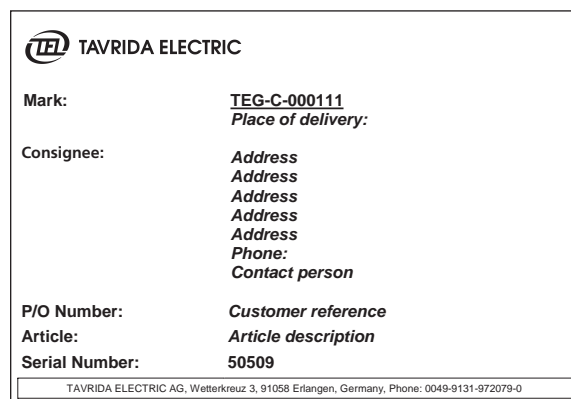 TEL TAVRIDA ELECTRIC
Mark: TEG-C-000111
Place of delivery:
Consignee: Address
Address
Address
Address
Address
Phone:
Contact person
P/O Number: Customer reference
Article: Article description
Serial Number: 50509
TAVRIDA ELECTRIC AG, Wetterkreuz 3, 91058 Erlangen, Germany, Phone: 0049-9131-972079-0